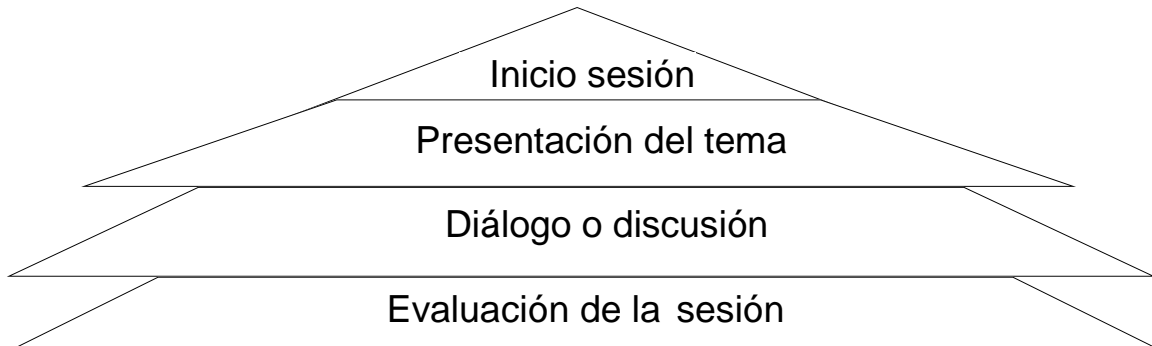 Inicio sesión
Presentación del tema
Diálogo o discusión
Evaluación de la sesión